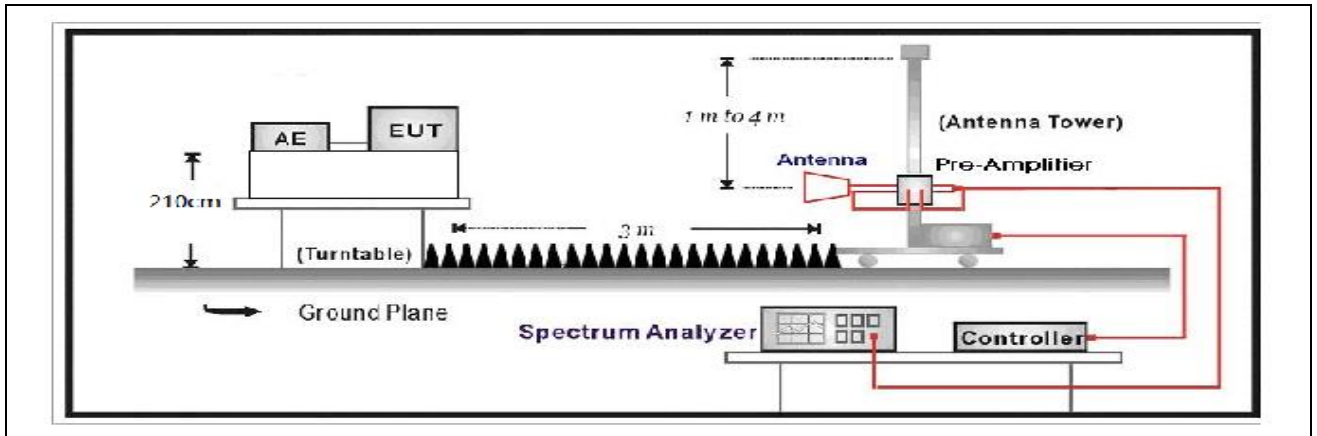 AE
EUT
210cm
(Turntable)
3 m
1 m to 4 m
Antenna
(Antenna Tower)
Pre-Amplifier
Ground Plane
Spectrum Analyzer
Controller